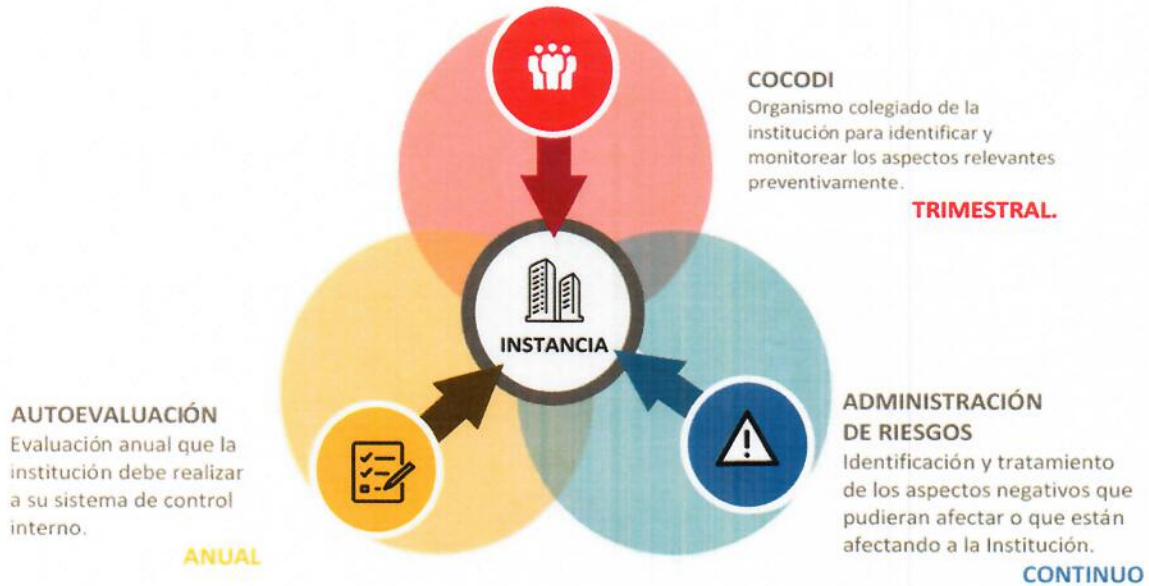 COCODI
Organismo colegiado de la
institución para identificar y
monitorear los aspectos relevantes
preventivamente.
TRIMESTRAL.
INSTANCIA
AUTOEVALUACIÓN
Evaluación anual que la
institución debe realizar
a su sistema de control
interno.
ANUAL
ADMINISTRACIÓN
DE RIESGOS
Identificación y tratamiento
de los aspectos negativos que
pudieran afectar o que están
afectando a la Institución.
CONTINUO